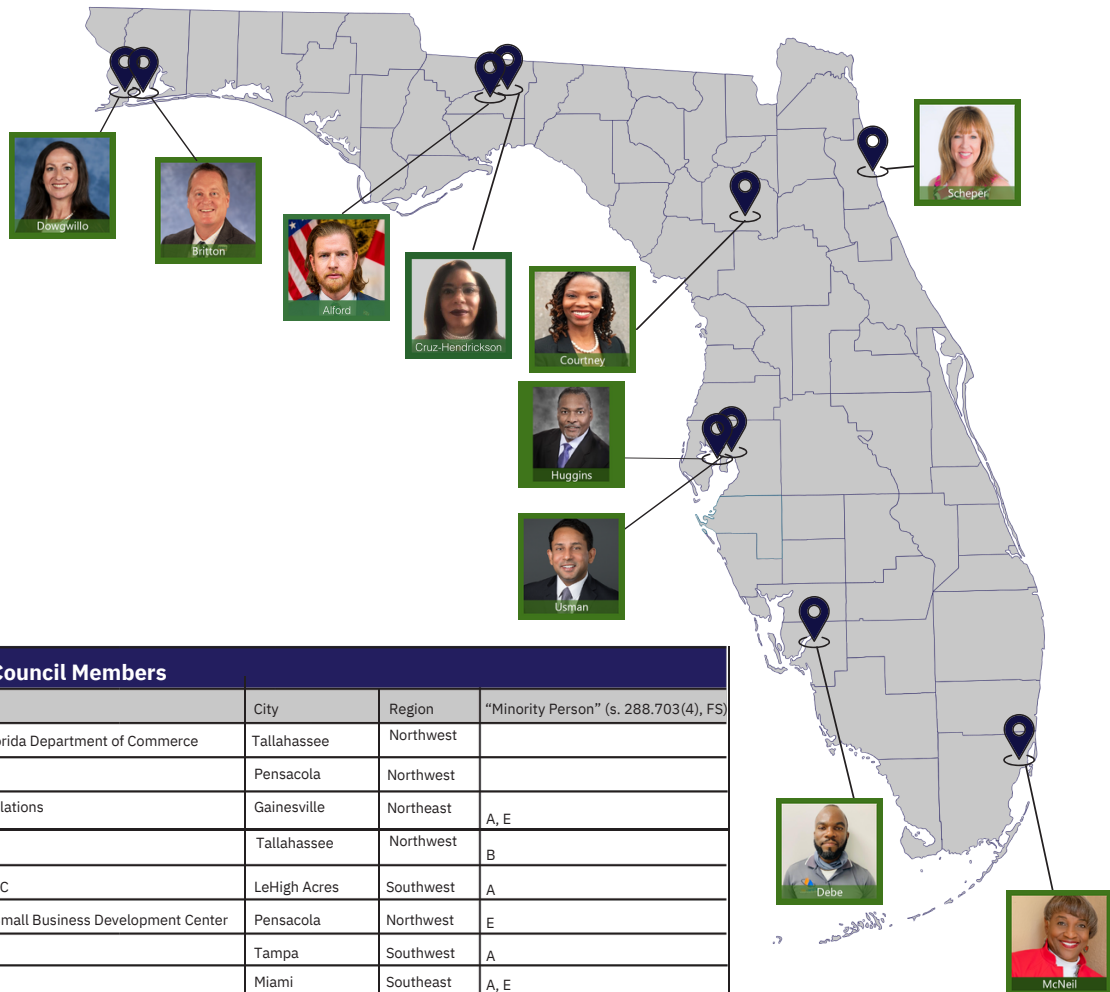 Scheper
Dowgwillo
Britton
Alford
Cruz-Hendrickson
Courtney
Huggins
Usman
Debe
McNeil
Council Members
City Region “Minority Person” (s. 288.703(4), FS)
orida Department of Commerce Tallahassee Northwest
Pensacola Northwest
lations Gainesville Northeast A, E
Tallahassee Northwest B
C LeHigh Acres Southwest A
mall Business Development Center Pensacola Northwest E
Tampa Southwest A
Miami Southeast A, E